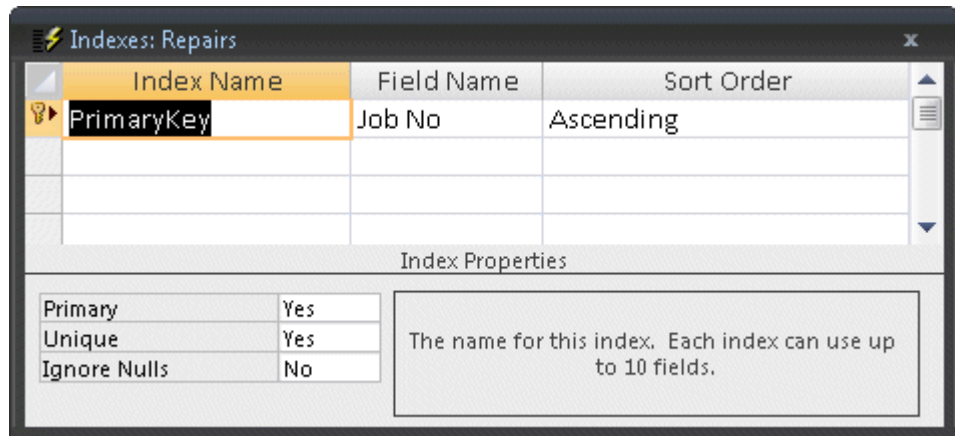 Indexes: Repairs
x
Index Name Field Name Sort Order
PrimaryKey Job No Ascending
Index Properties
Primary Yes
Unique Yes
Ignore Nulls No
The name for this index. Each index can use up
to 10 fields.